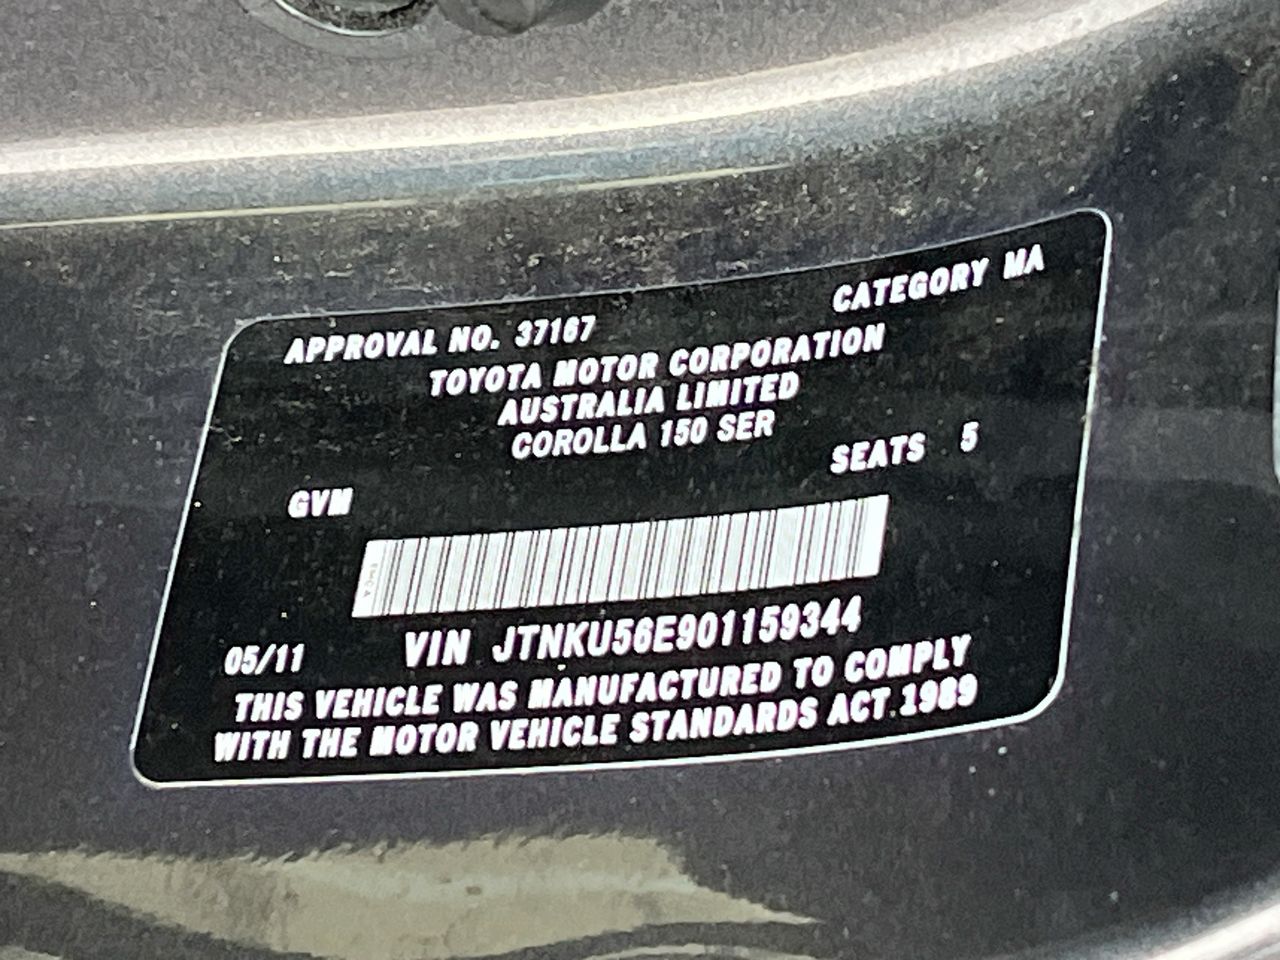 APPROVAL NO. 37167 CATEGORY MA
TOYOTA MOTOR CORPORATION
AUSTRALIA LIMITED
COROLLA 150 SER
GVM SEATS 5
05/11 VIN JTNKU56E901159344
THIS VEHICLE WAS MANUFACTURED TO COMPLY
WITH THE MOTOR VEHICLE STANDARDS ACT 1989